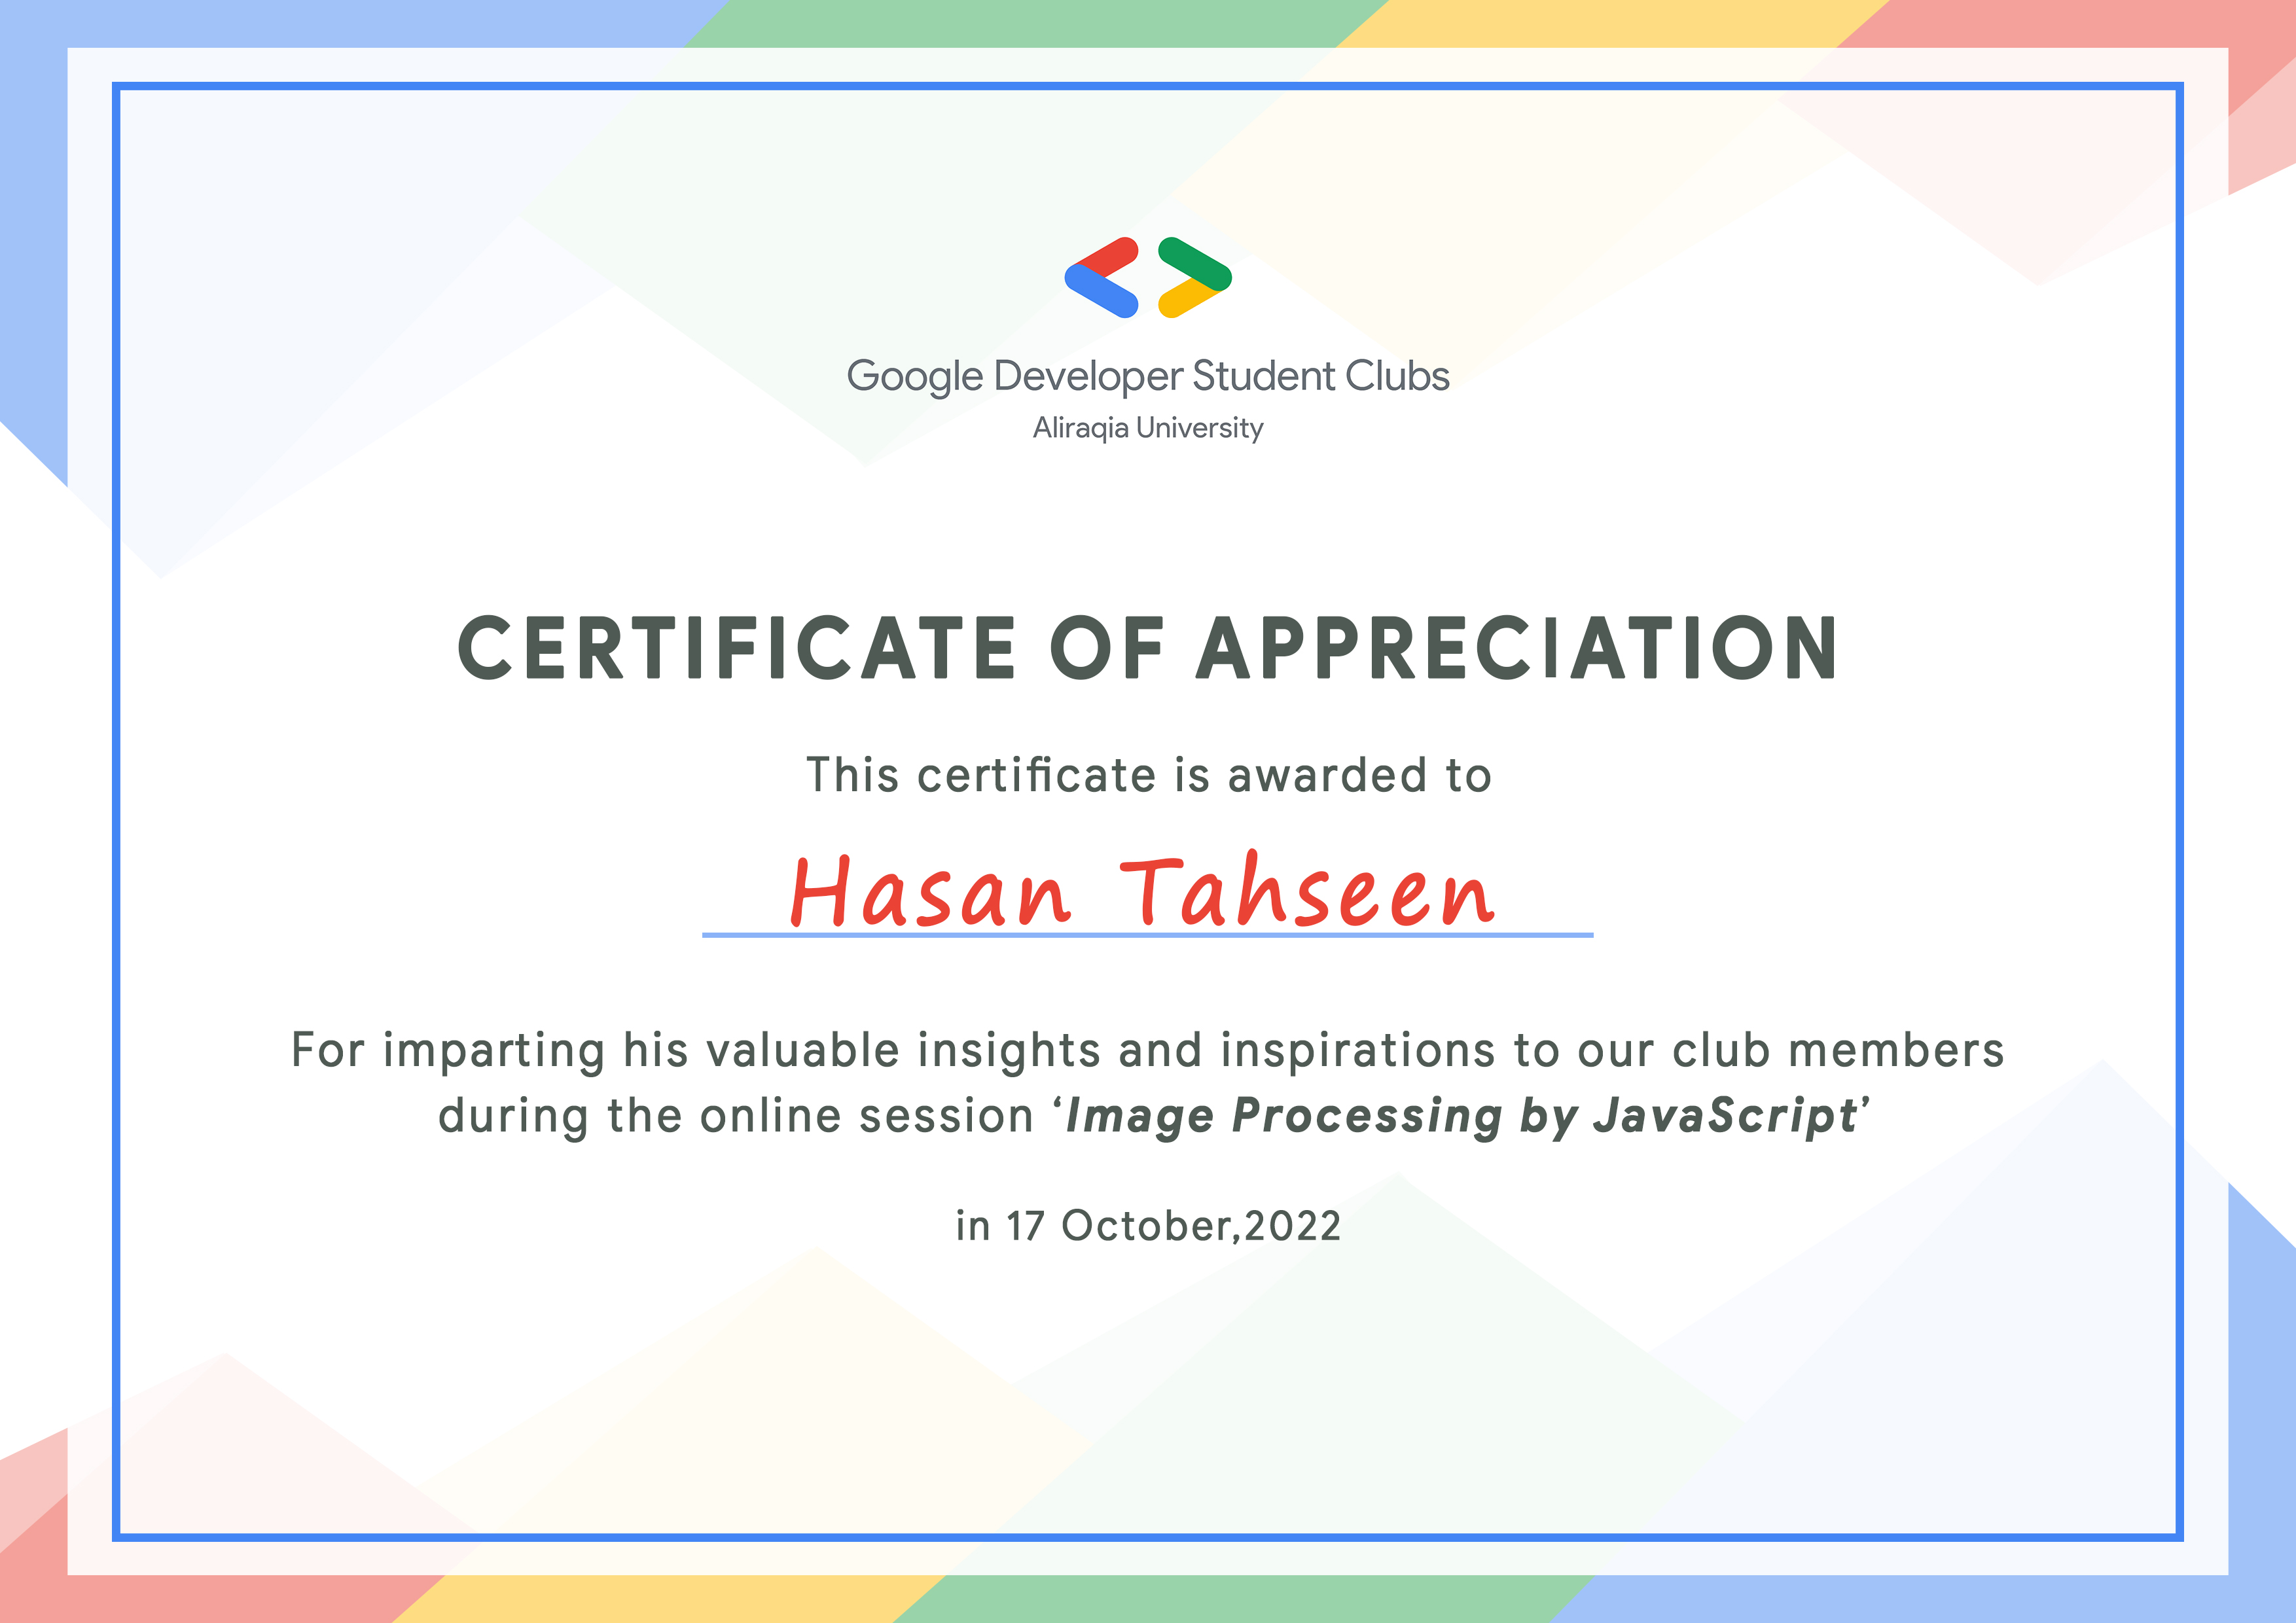 Google Developer Student Clubs
Aliraqia University
CERTIFICATE OF APPRECIATION
This certificate is awarded to
Hasan Tahseen
For imparting his valuable insights and inspirations to our club members
during the online session ‘Image Processing by JavaScript’
in 17 October,2022